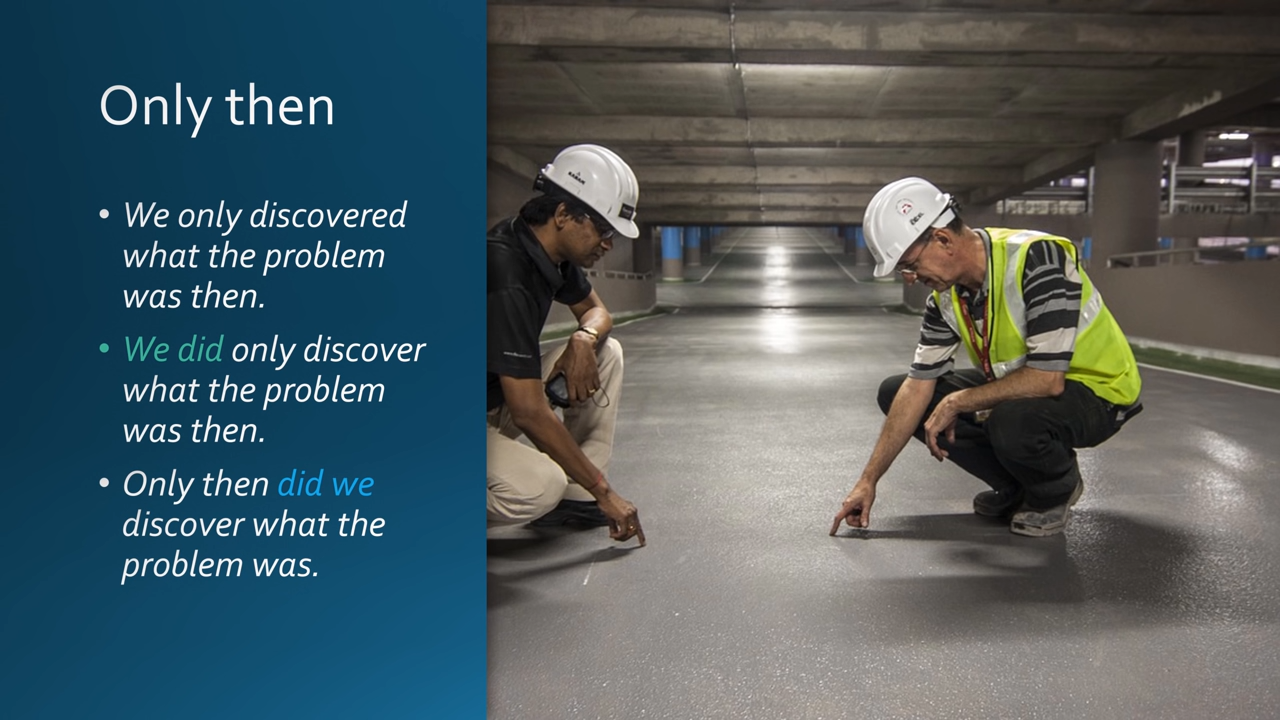 Only then
• We only discovered
what the problem
was then.
• We did only discover
what the problem
was then.
• Only then did we
discover what the
problem was.